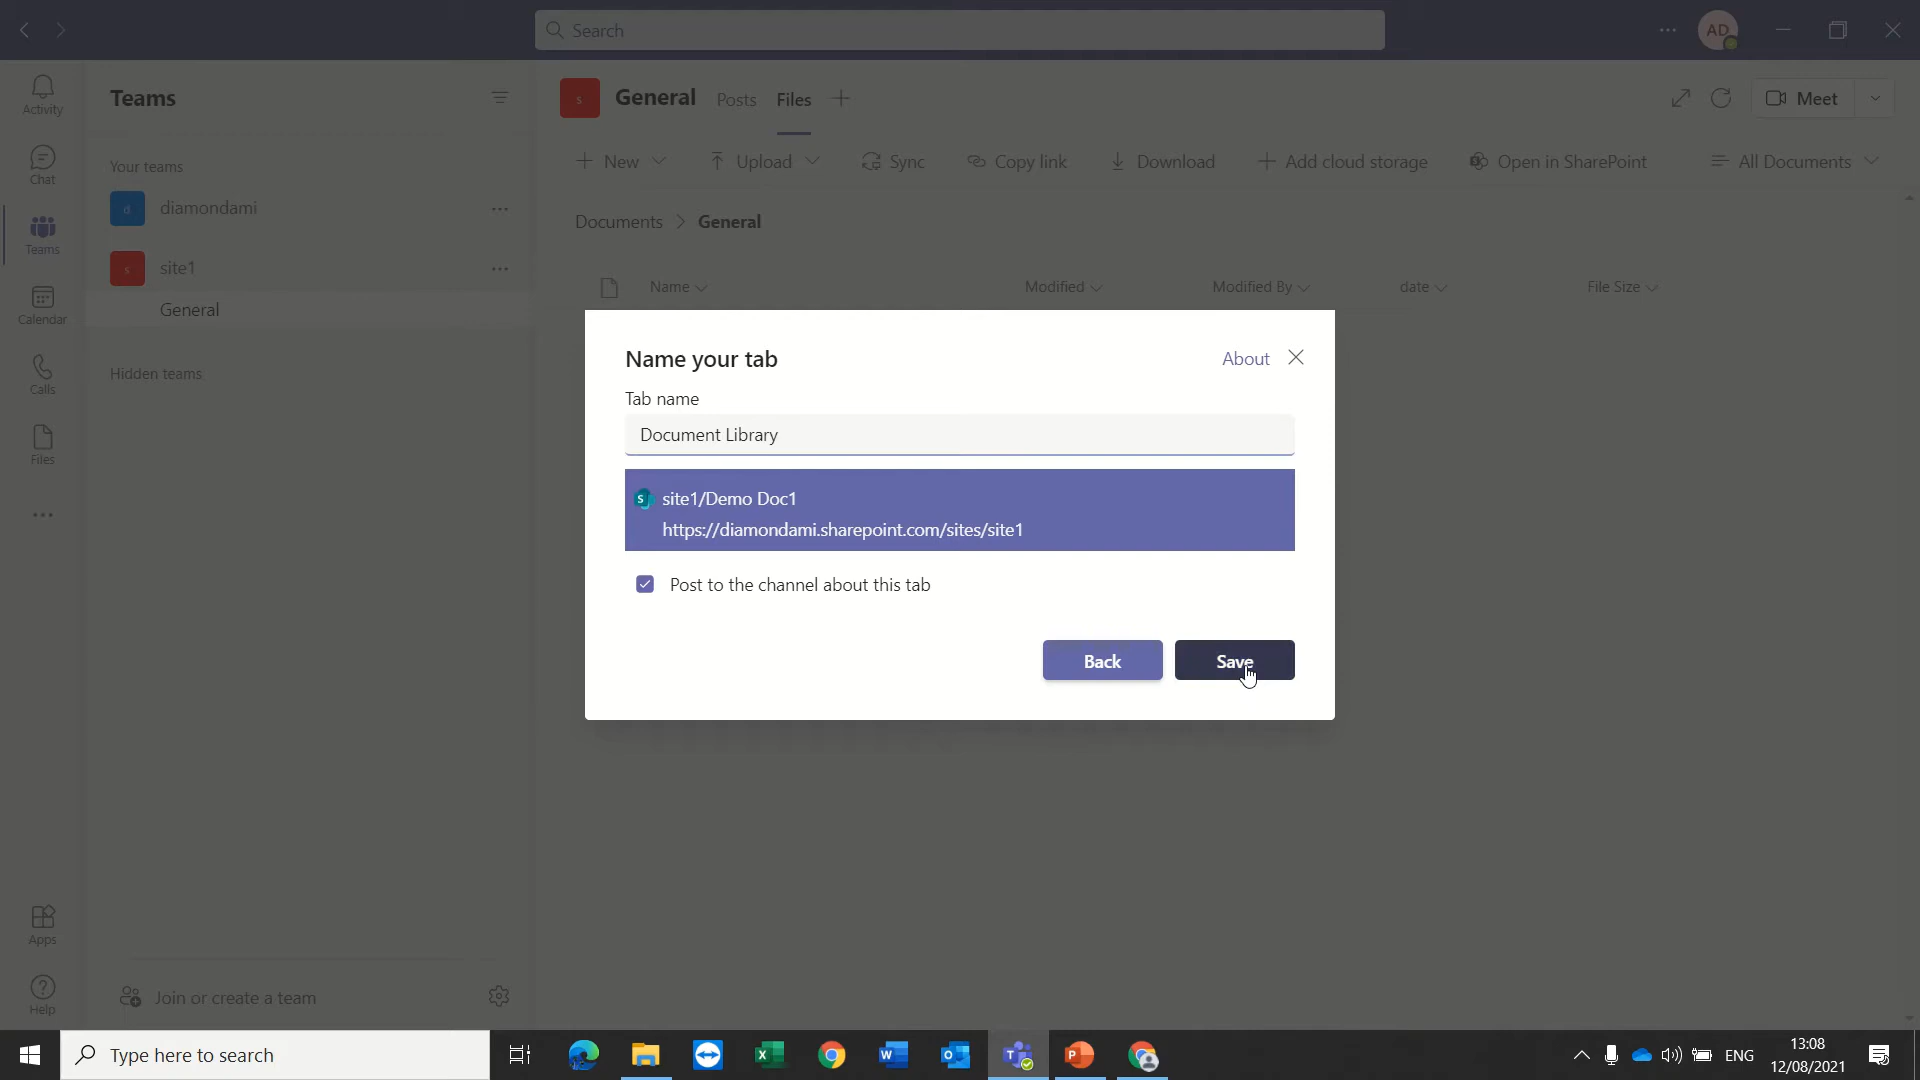 Search
AD
Activity
Chat
Teams
Calendar
Calls
Files
Apps
Help
Teams
Your teams
d diamondami
s site1
General
Hidden teams
Join or create a team
s General Posts Files
Meet
New Upload Sync Copy link Download Add cloud storage Open in SharePoint All Documents
Documents > General
Name Modified Modified By date File Size
Name your tab
About
Tab name
Document Library
site1/Demo Doc1
https://diamondami.sharepoint.com/sites/site1
Post to the channel about this tab
Back Save
Type here to search
ENG
13:08
12/08/2021